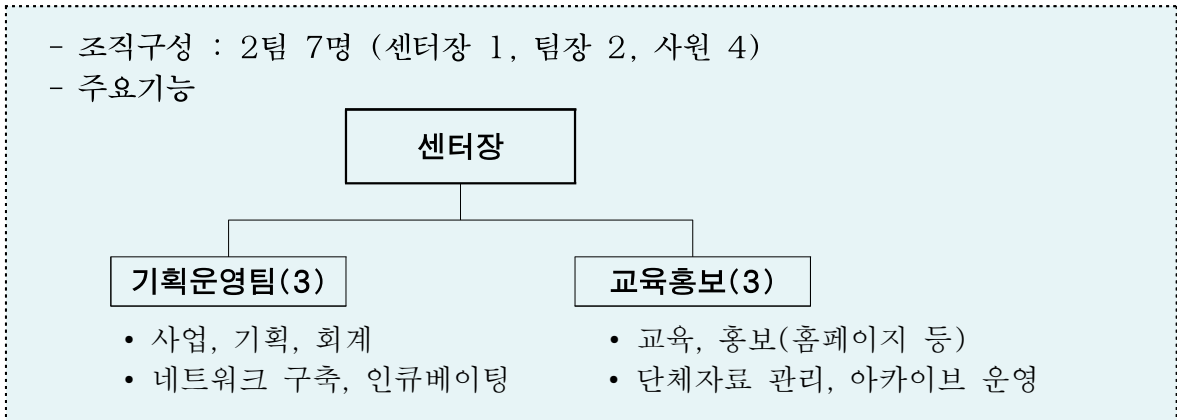 - 조직구성 : 2팀 7명 (센터장 1, 팀장 2, 사원 4)
- 주요기능
센터장
기획운영팀(3)
• 사업, 기획, 회계
• 네트워크 구축, 인큐베이팅
교육홍보(3)
• 교육, 홍보(홈페이지 등)
• 단체자료 관리, 아카이브 운영